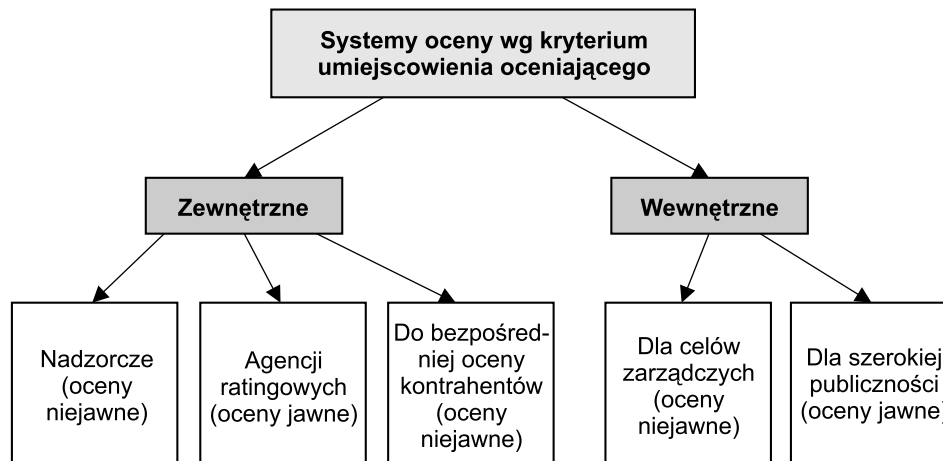 Systemy oceny wg kryterium
umiejscowienia oceniającego
Zewnętrzne
Wewnętrzne
Nadzorcze
(oceny
niejawne)
Agencji
ratingowych
(oceny jawne)
Do bezpośred-
niej oceny
kontrahentów
(oceny
niejawne)
Dla celów
zarządczych
(oceny
niejawne)
Dla szerokiej
publiczności
(oceny jawne)